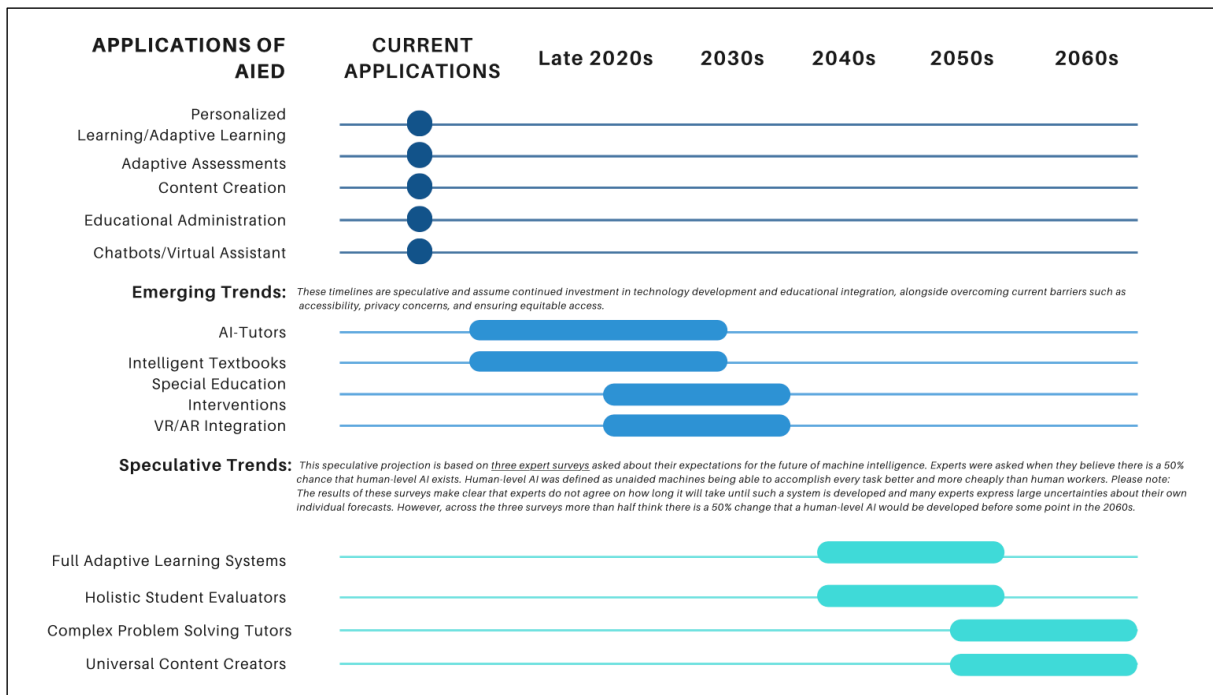 APPLICATIONS OF
AIED
CURRENT
APPLICATIONS
Late 2020s
2030s
2040s
2050s
2060s
Personalized
Learning/Adaptive Learning
Adaptive Assessments
Content Creation
Educational Administration
Chatbots/Virtual Assistant
Emerging Trends: These timelines are speculative and assume continued investment in technology development and educational integration, alongside overcoming current barriers such as
accessibility, privacy concerns, and ensuring equitable access.
AI-Tutors
Intelligent Textbooks
Special Education
Interventions
VR/AR Integration
Speculative Trends: This speculative projection is based on three expert surveys asked about their expectations for the future of machine intelligence. Experts were asked when they believe there is a 50%
chance that human-level AI exists. Human-level AI was defined as unaided machines being able to accomplish every task better and more cheaply than human workers. Please note:
The results of these surveys make clear that experts do not agree on how long it will take until such a system is developed and many experts express large uncertainties about their own
individual forecasts. However, across the three surveys more than half think there is a 50% change that a human-level AI would be developed before some point in the 2060s.
Full Adaptive Learning Systems
Holistic Student Evaluators
Complex Problem Solving Tutors
Universal Content Creators